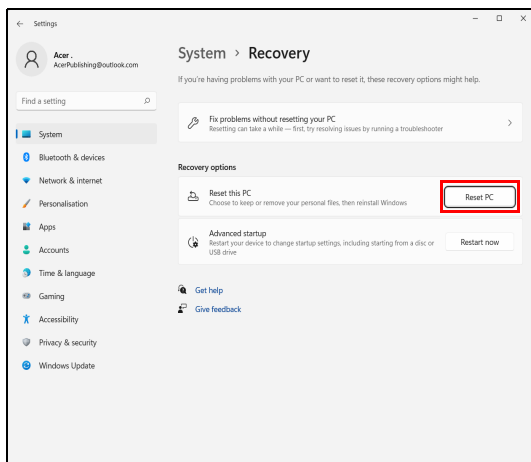 Settings
Acer .
AcerPublishing@outlook.com
Find a setting
System
Bluetooth & devices
Network & internet
Personalisation
Apps
Accounts
Time & language
Gaming
Accessibility
Privacy & security
Windows Update
System > Recovery
If you're having problems with your PC or want to reset it, these recovery options might help.
Fix problems without resetting your PC
Resetting can take a while — first, try resolving issues by running a troubleshooter
Recovery options
Reset this PC
Choose to keep or remove your personal files, then reinstall Windows
Reset PC
Advanced startup
Restart your device to change startup settings, including starting from a disc or
USB drive
Restart now
Get help
Give feedback